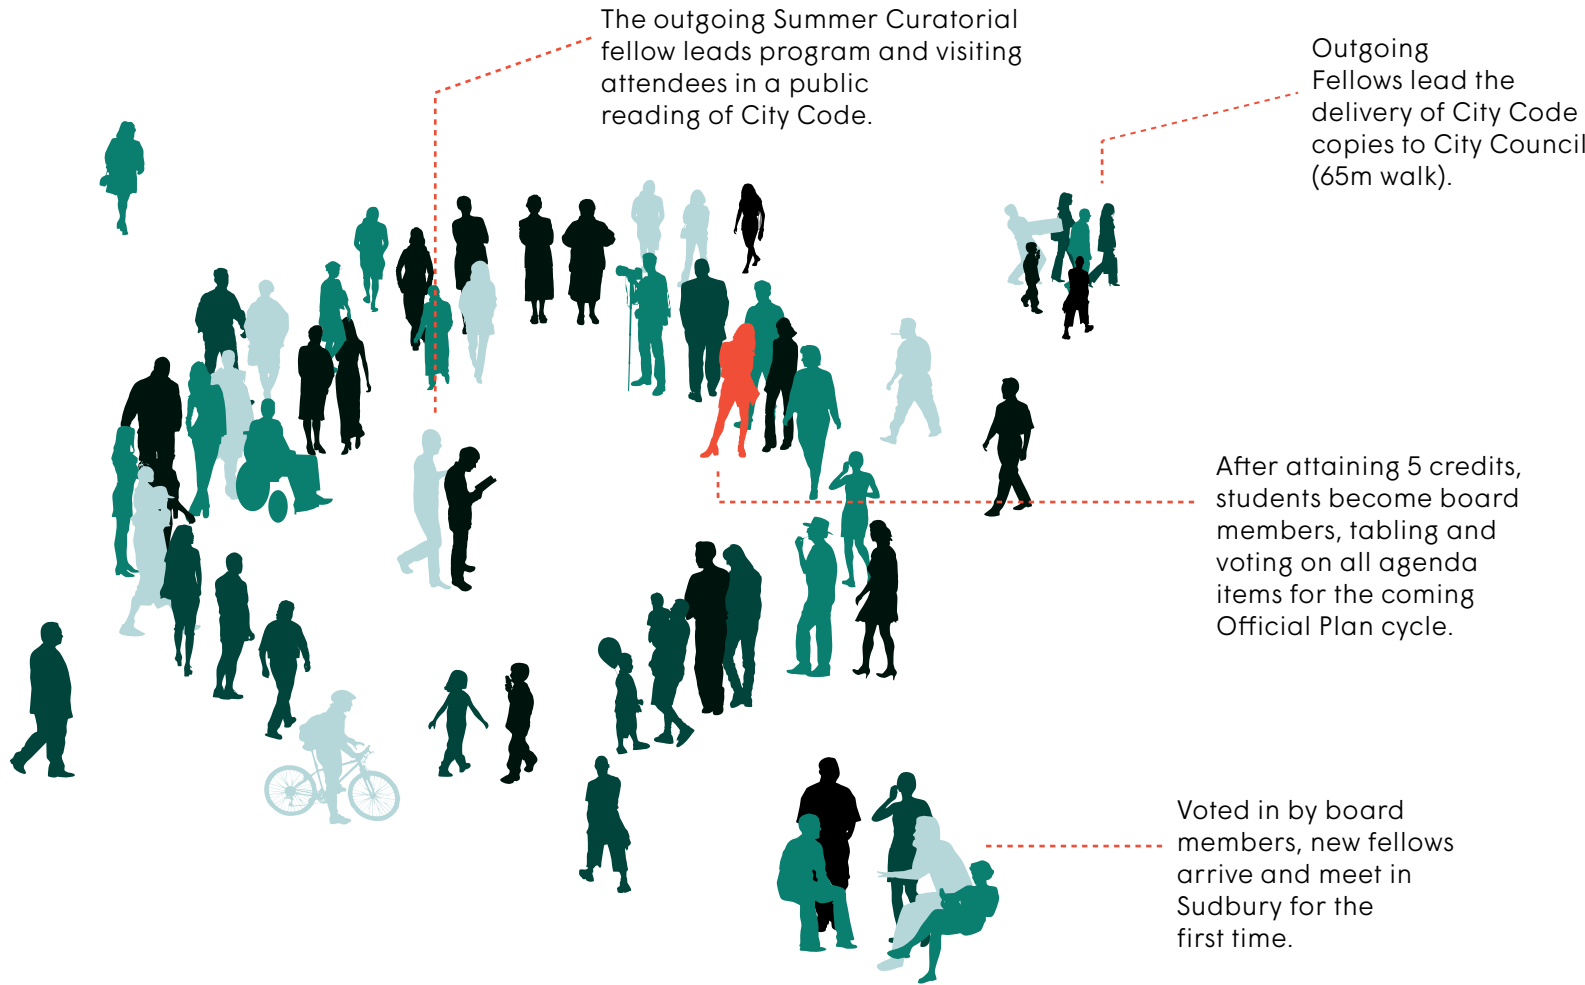 The outgoing Summer Curatorial
fellow leads program and visiting
attendees in a public
reading of City Code.
Outgoing
Fellows lead the
delivery of City Code
copies to City Council
(65m walk).
After attaining 5 credits,
students become board
members, tabling and
voting on all agenda
items for the coming
Official Plan cycle.
Voted in by board
members, new fellows
arrive and meet in
Sudbury for the
first time.